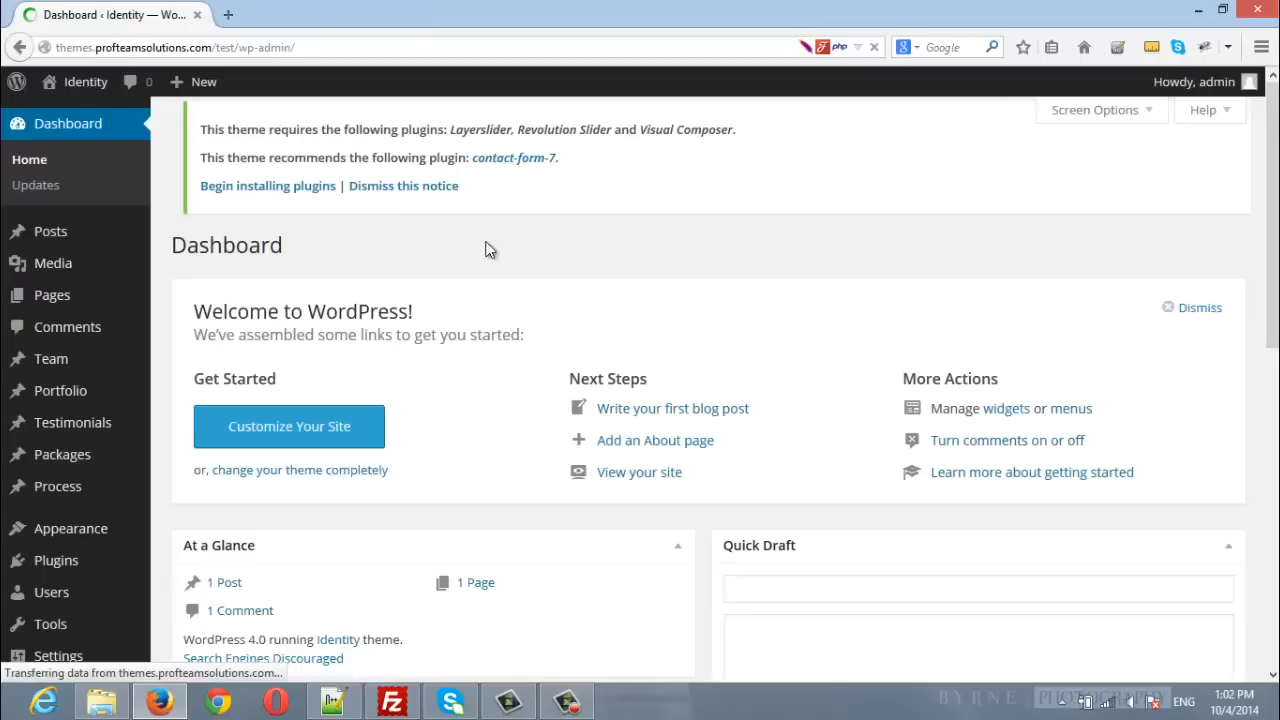 Dashboard ‹ Identity — Wo...
themes.profteamsolutions.com/test/wp-admin/
php
Google
Identity
0
New
Howdy, admin
Dashboard
Home
Updates
Posts
Media
Pages
Comments
Team
Portfolio
Testimonials
Packages
Process
Appearance
Plugins
Users
Tools
Settings
This theme requires the following plugins: Layerslider, Revolution Slider and Visual Composer.
This theme recommends the following plugin: contact-form-7.
Begin installing plugins | Dismiss this notice
Screen Options
Help
Dashboard
Welcome to WordPress!
We've assembled some links to get you started:
Dismiss
Get Started
Customize Your Site
or, change your theme completely
Next Steps
Write your first blog post
Add an About page
View your site
More Actions
Manage widgets or menus
Turn comments on or off
Learn more about getting started
At a Glance
1 Post
1 Page
1 Comment
WordPress 4.0 running Identity theme.
Search Engines Discouraged
Quick Draft
Transferring data from themes.profteamsolutions.com...
BYRNE PHOTOGRAPHY
ENG
1:02 PM
10/4/2014